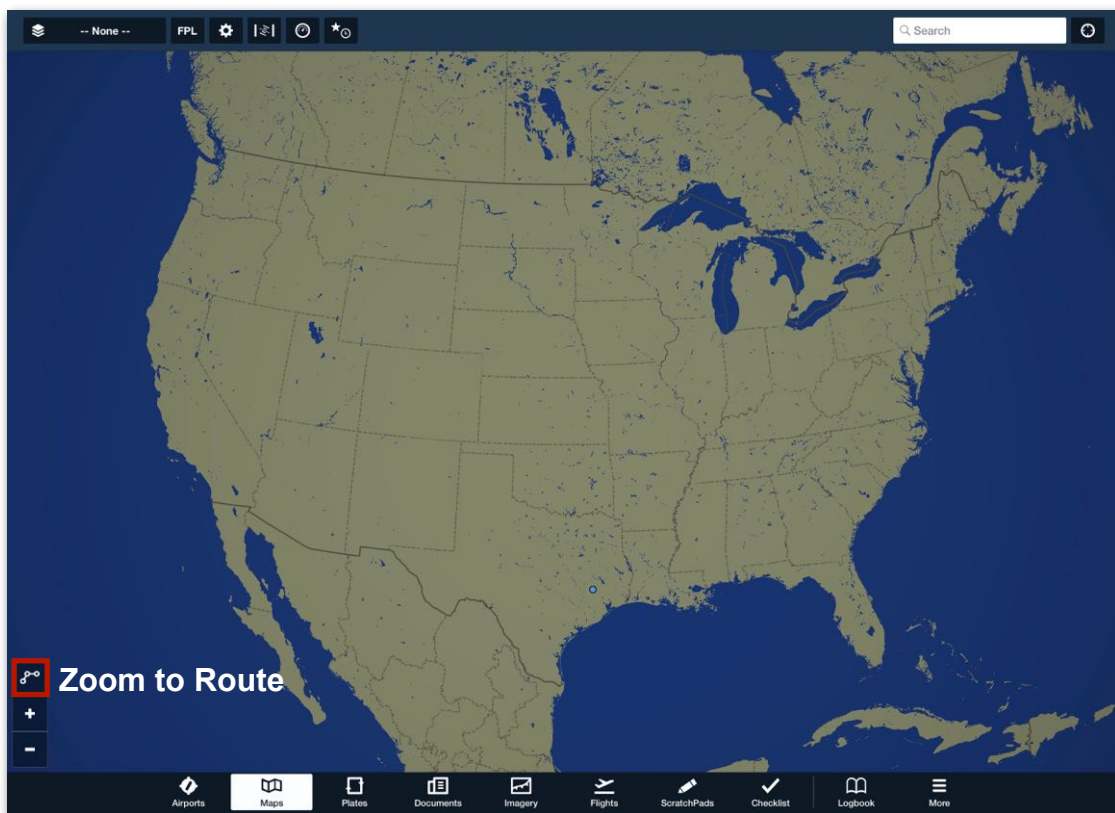 -- None --
FPL
Search
Zoom to Route
+
−
Airports
Maps
Plates
Documents
Imagery
Flights
ScratchPads
Checklist
Logbook
More